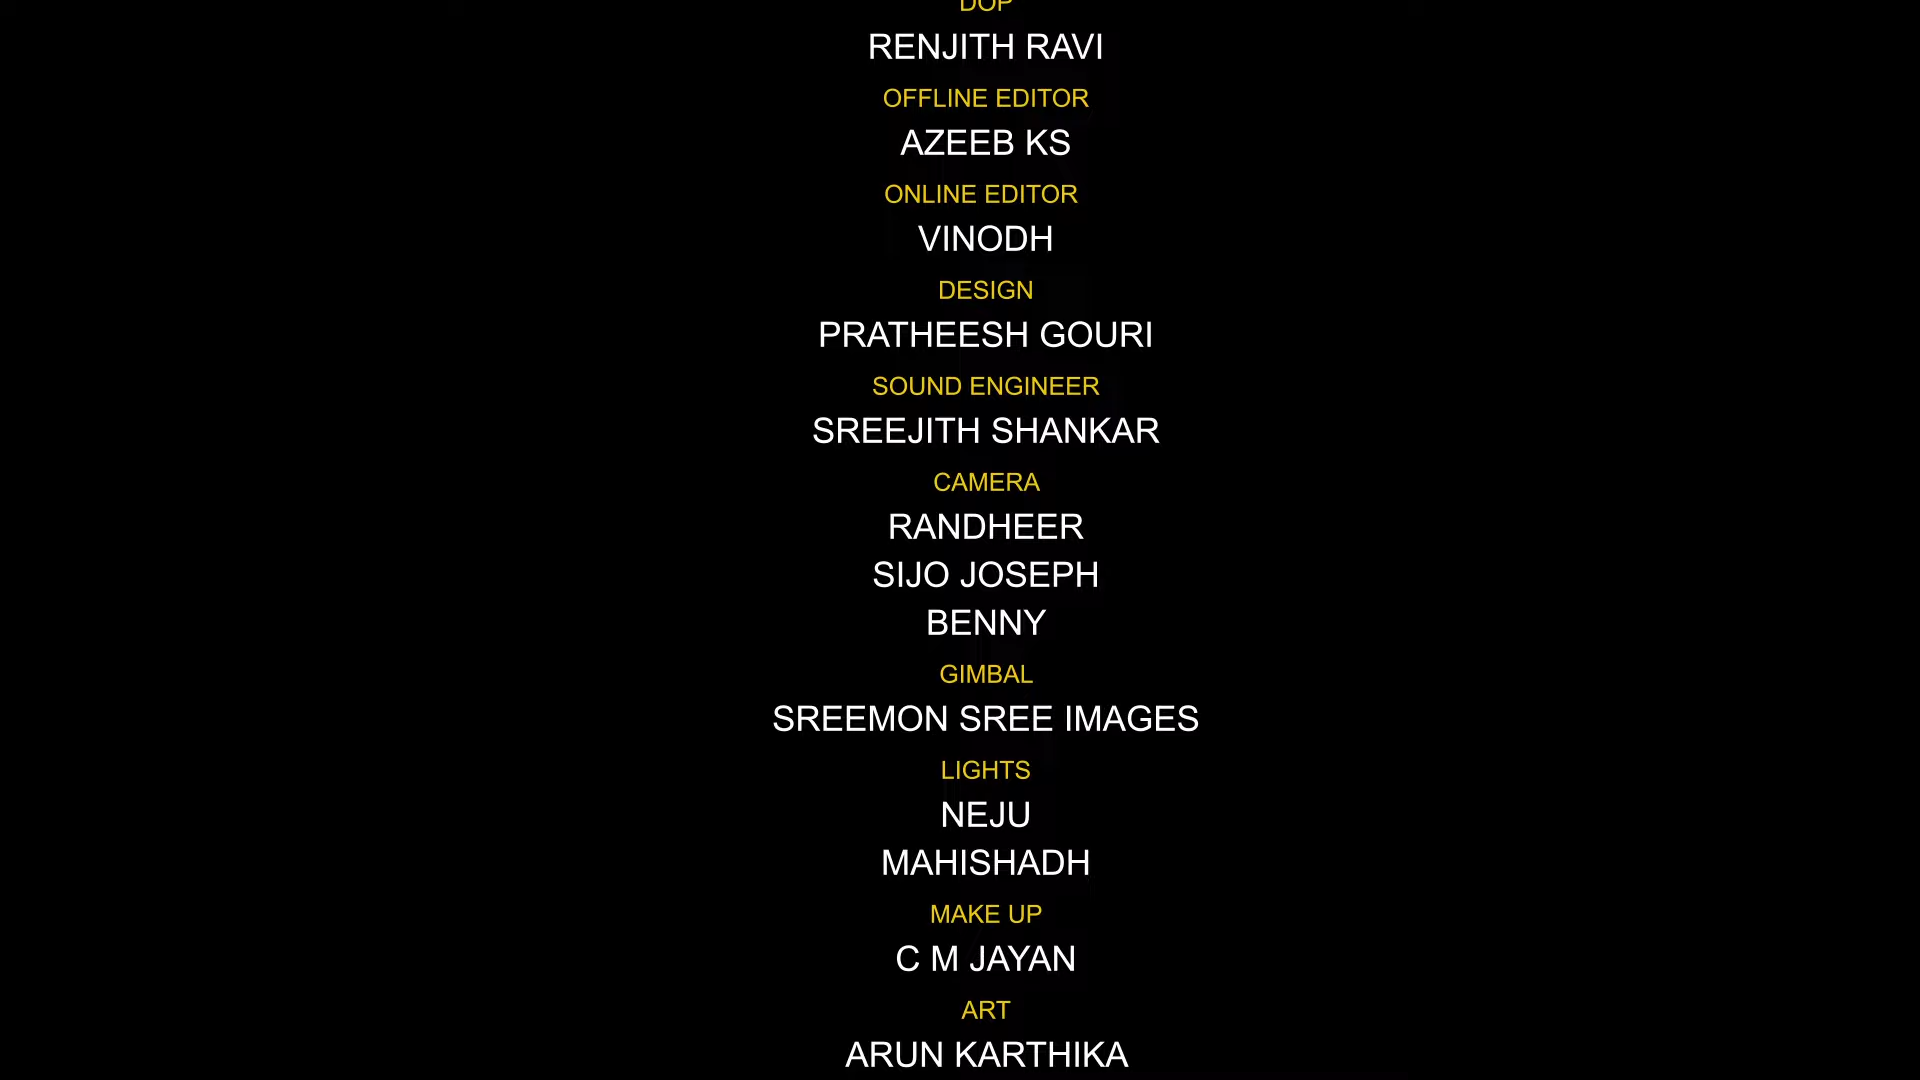 DOP
RENJITH RAVI
OFFLINE EDITOR
AZEEB KS
ONLINE EDITOR
VINODH
DESIGN
PRATHEESH GOURI
SOUND ENGINEER
SREEJITH SHANKAR
CAMERA
RANDHEER
SIJO JOSEPH
BENNY
GIMBAL
SREEMON SREE IMAGES
LIGHTS
NEJU
MAHISHADH
MAKE UP
C M JAYAN
ART
ARUN KARTHIKA